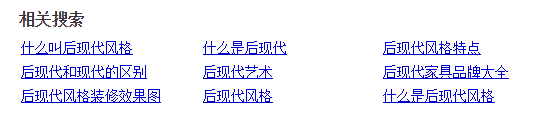 相关搜索
什么叫后现代风格 什么是后现代 后现代风格特点
后现代和现代的区别 后现代艺术 后现代家具品牌大全
后现代风格装修效果图 后现代风格 什么是后现代风格